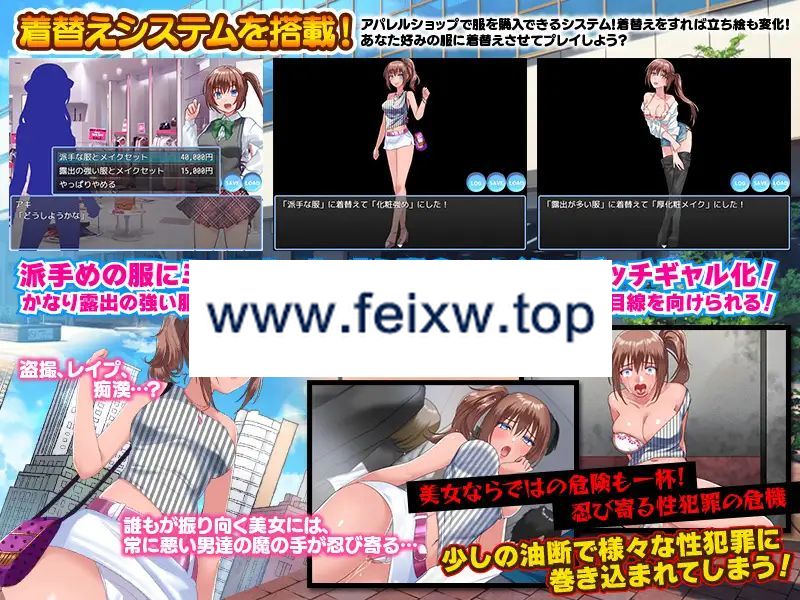 着替えシステムを搭載!
アパレルショップで服を購入できるシステム!着替えをすれば立ち絵も変化!
あなた好みの服に着替えさせてプレイしよう?
派手な服とメイクセット 40,000円
露出の強い服とメイクセット 15,000円
やっぱりやめる
SAVE LOAD
アキ
「どうしようかな」
LOG SAVE LOAD
「派手な服」に着替えて「化粧強め」にした!
LOG SAVE LOAD
「露出が多い服」に着替えて「厚化粧メイク」にした!
派手めの服にミ
ッチギャル化!
かなり露出の強い服
目線を向けられる!
www.feixw.top
盗撮、レイプ、
痴漢…?
美女ならではの危険も一杯!
忍び寄る性犯罪の危機
誰もが振り向く美女には、
常に悪い男達の魔の手が忍び寄る…
少しの油断で様々な性犯罪に
巻き込まれてしまう!